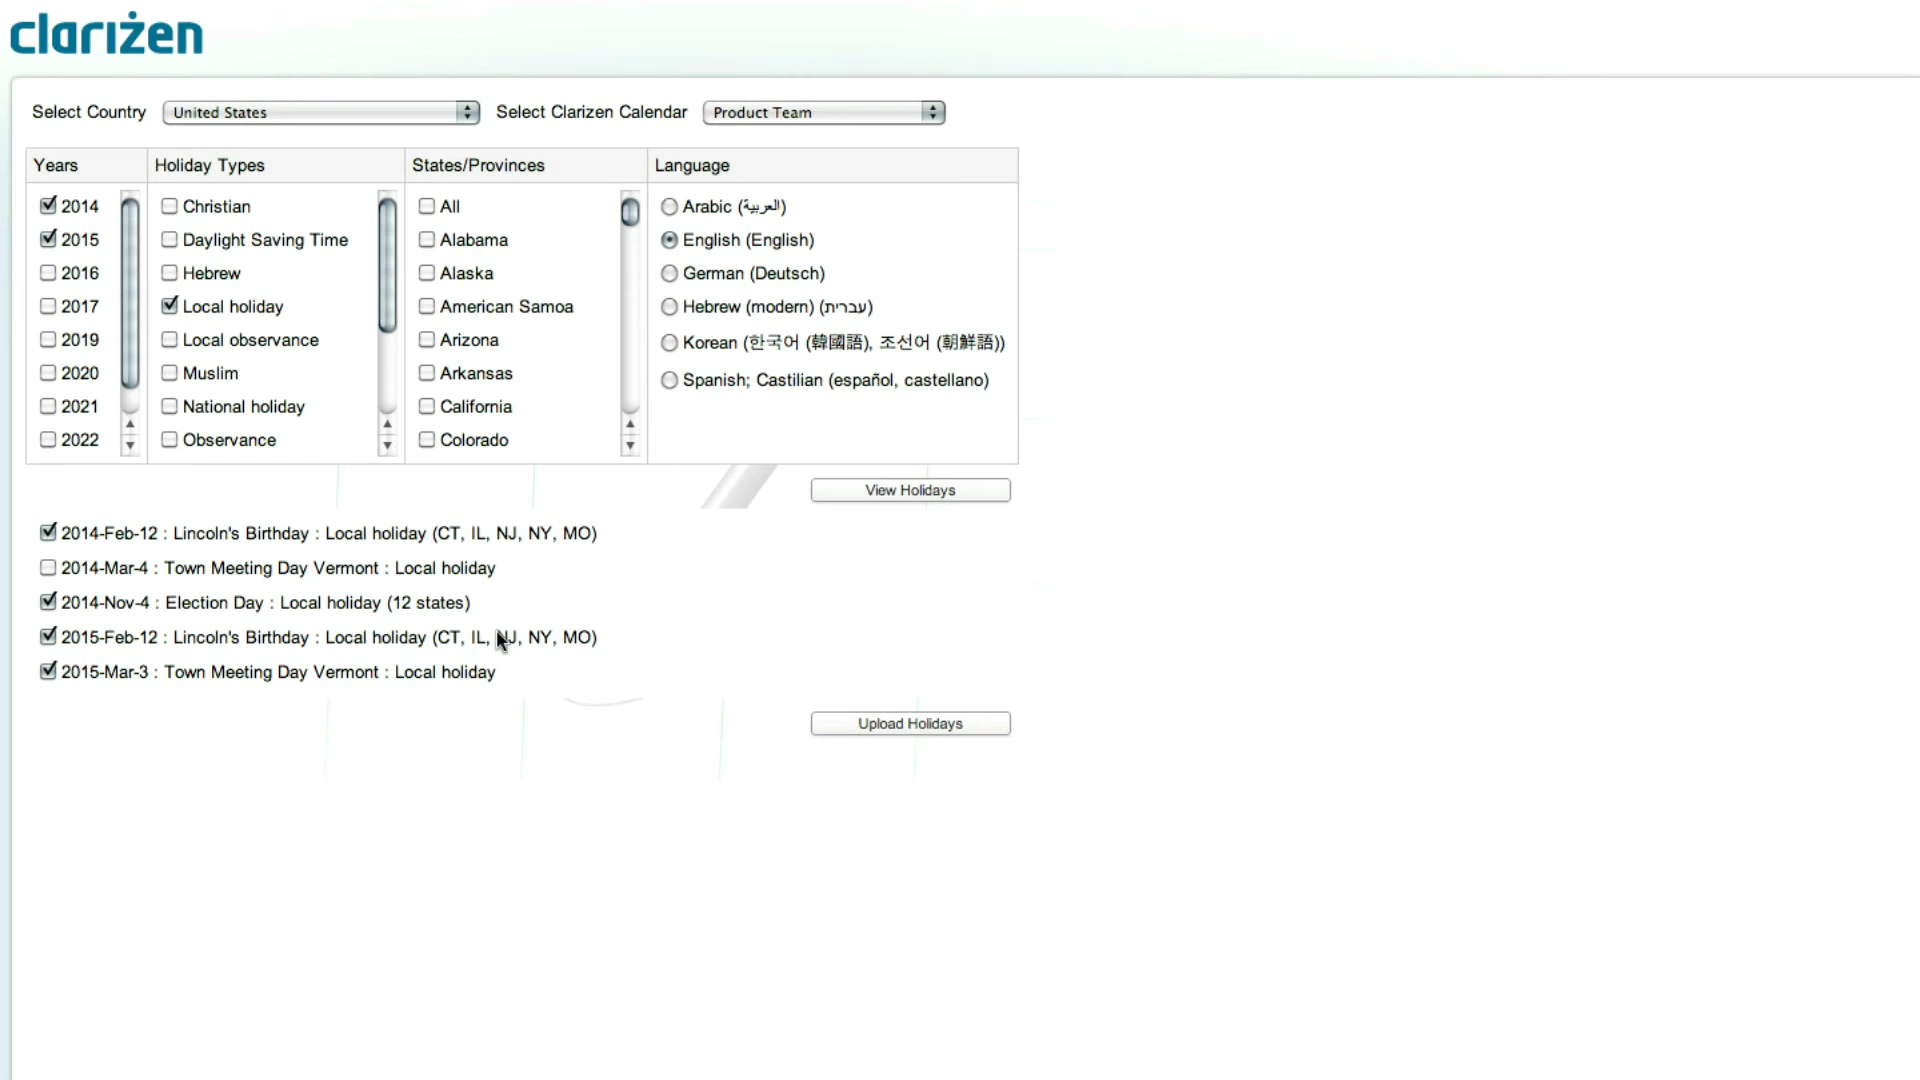 clarizen
Select Country United States Select Clarizen Calendar Product Team
Years Holiday Types States/Provinces Language
2014 Christian All Arabic (العربية)
2015 Daylight Saving Time Alabama English (English)
2016 Hebrew Alaska German (Deutsch)
2017 Local holiday American Samoa Hebrew (modern) (עברית)
2019 Local observance Arizona Korean (한국어 (韓國語), 조선어 (朝鮮語))
2020 Muslim Arkansas Spanish; Castilian (español, castellano)
2021 National holiday California
2022 Observance Colorado
View Holidays
2014-Feb-12 : Lincoln's Birthday : Local holiday (CT, IL, NJ, NY, MO)
2014-Mar-4 : Town Meeting Day Vermont : Local holiday
2014-Nov-4 : Election Day : Local holiday (12 states)
2015-Feb-12 : Lincoln's Birthday : Local holiday (CT, IL, NJ, NY, MO)
2015-Mar-3 : Town Meeting Day Vermont : Local holiday
Upload Holidays